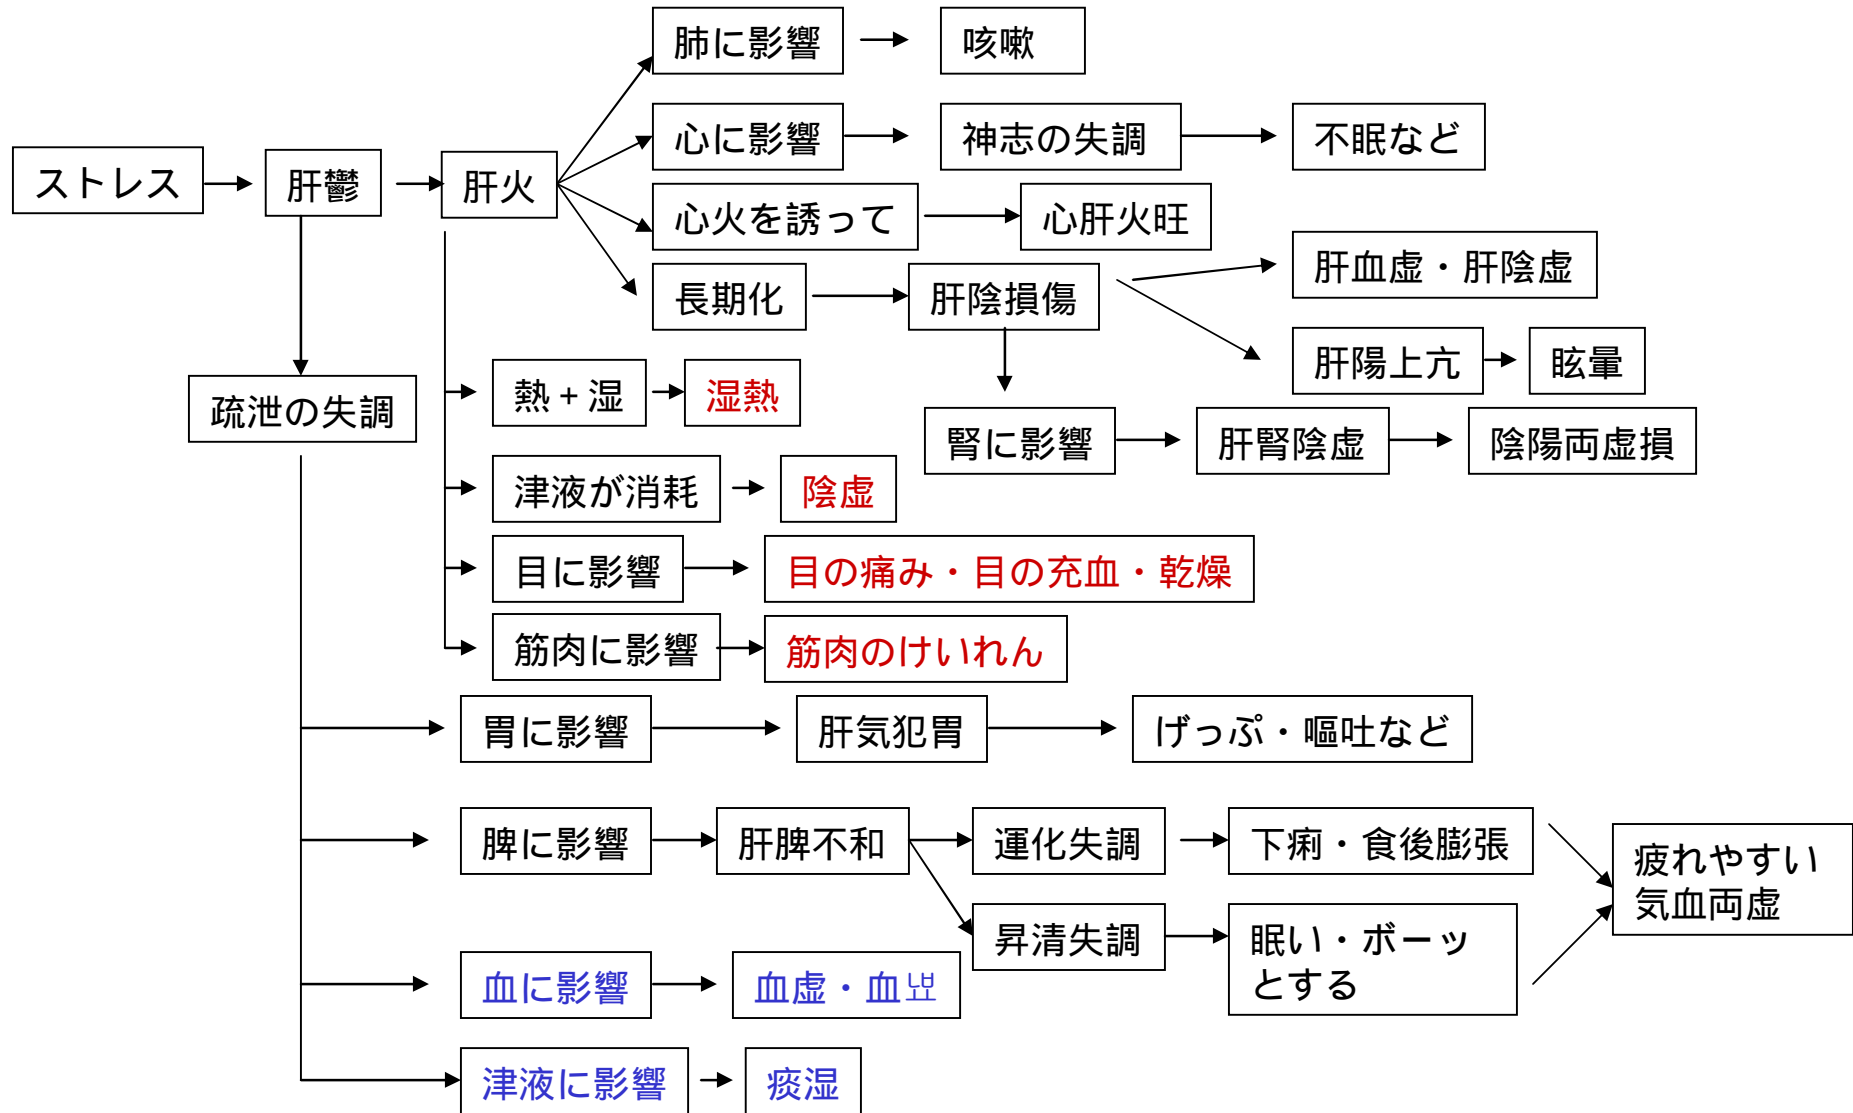 肺に影響
咳嗽
心に影響
神志の失調
不眠など
ストレス
肝鬱
肝火
心火を誘って
心肝火旺
肝血虚・肝陰虚
長期化
肝陰損傷
肝陽上亢
眩暈
疏泄の失調
熱+湿
湿熱
腎に影響
肝腎陰虚
陰陽両虚損
津液が消耗
陰虚
目に影響
目の痛み・目の充血・乾燥
筋肉に影響
筋肉のけいれん
胃に影響
肝気犯胃
げっぷ・嘔吐など
脾に影響
肝脾不和
運化失調
下痢・食後膨張
疲れやすい
気血両虚
昇清失調
眠い・ボーッ
とする
血に影響
血虚・血
津液に影響
痰湿